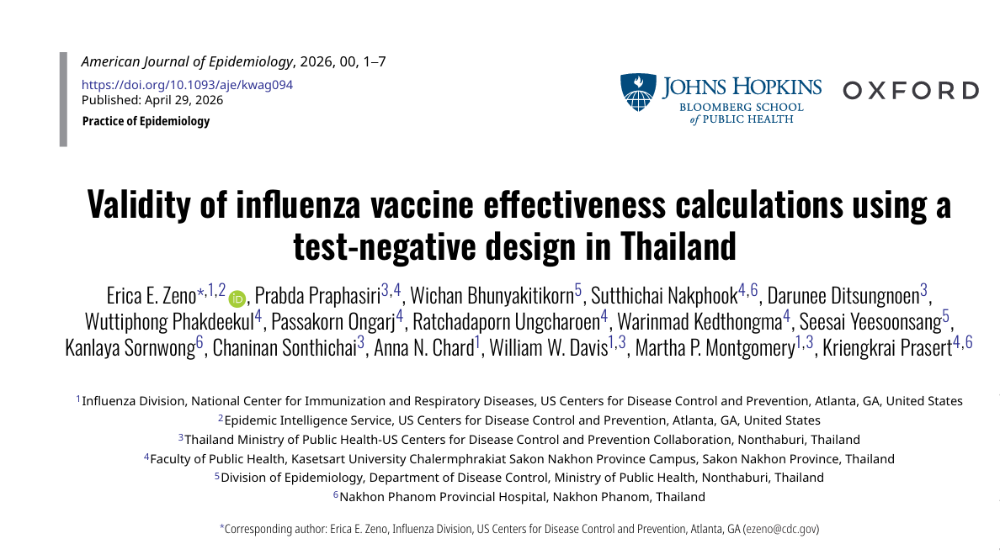 American Journal of Epidemiology, 2026, 00, 1–7
https://doi.org/10.1093/aje/kwag094
Published: April 29, 2026
Practice of Epidemiology
JOHNS HOPKINS
BLOOMBERG SCHOOL
of PUBLIC HEALTH
OXFORD
Validity of influenza vaccine effectiveness calculations using a
test-negative design in Thailand
Erica E. Zeno*,1,2 iD, Prabda Praphasiri3,4, Wichan Bhunyakitikorn5, Sutthichai Nakphook4,6, Darunee Ditsungnoen3,
Wuttiphong Phakdeekul4, Passakorn Ongarj4, Ratchadaporn Ungcharoen4, Warinmad Kedthongma4, Seesai Yeesoonsang5,
Kanlaya Sornwong6, Chaninan Sonthichai3, Anna N. Chard1, William W. Davis1,3, Martha P. Montgomery1,3, Kriengkrai Prasert4,6
1Influenza Division, National Center for Immunization and Respiratory Diseases, US Centers for Disease Control and Prevention, Atlanta, GA, United States
2Epidemic Intelligence Service, US Centers for Disease Control and Prevention, Atlanta, GA, United States
3Thailand Ministry of Public Health-US Centers for Disease Control and Prevention Collaboration, Nonthaburi, Thailand
4Faculty of Public Health, Kasetsart University Chalermphrakiat Sakon Nakhon Province Campus, Sakon Nakhon Province, Thailand
5Division of Epidemiology, Department of Disease Control, Ministry of Public Health, Nonthaburi, Thailand
6Nakhon Phanom Provincial Hospital, Nakhon Phanom, Thailand
*Corresponding author: Erica E. Zeno, Influenza Division, US Centers for Disease Control and Prevention, Atlanta, GA (ezeno@cdc.gov)